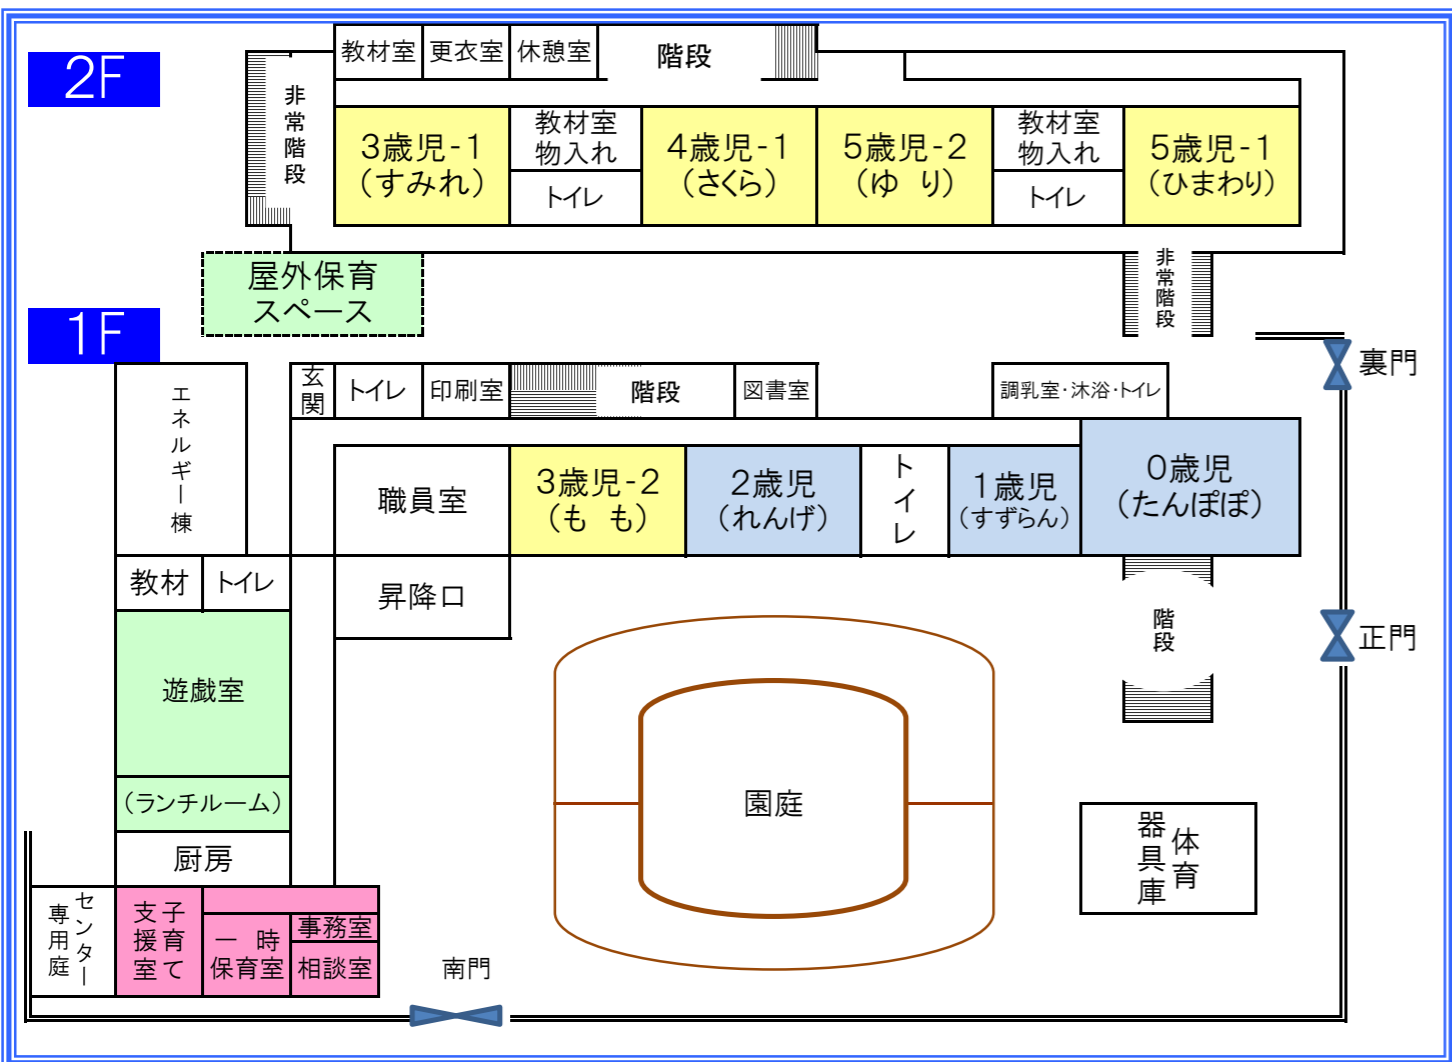 2F
教材室
更衣室
休憩室
階段
非常階段
3歳児-1
(すみれ)
教材室
物入れ
トイレ
4歳児-1
(さくら)
5歳児-2
(ゆ り)
教材室
物入れ
トイレ
5歳児-1
(ひまわり)
屋外保育
スペース
非常階段
1F
裏門
エネルギー棟
玄関
トイレ
印刷室
階段
図書室
調乳室・沐浴・トイレ
職員室
3歳児-2
(も も)
2歳児
(れんげ)
トイレ
1歳児
(すずらん)
0歳児
(たんぽぽ)
教材
トイレ
昇降口
階段
正門
遊戯室
(ランチルーム)
園庭
体育
器具庫
厨房
センター
専用庭
子育て
支援室
一 時
保育室
事務室
相談室
南門